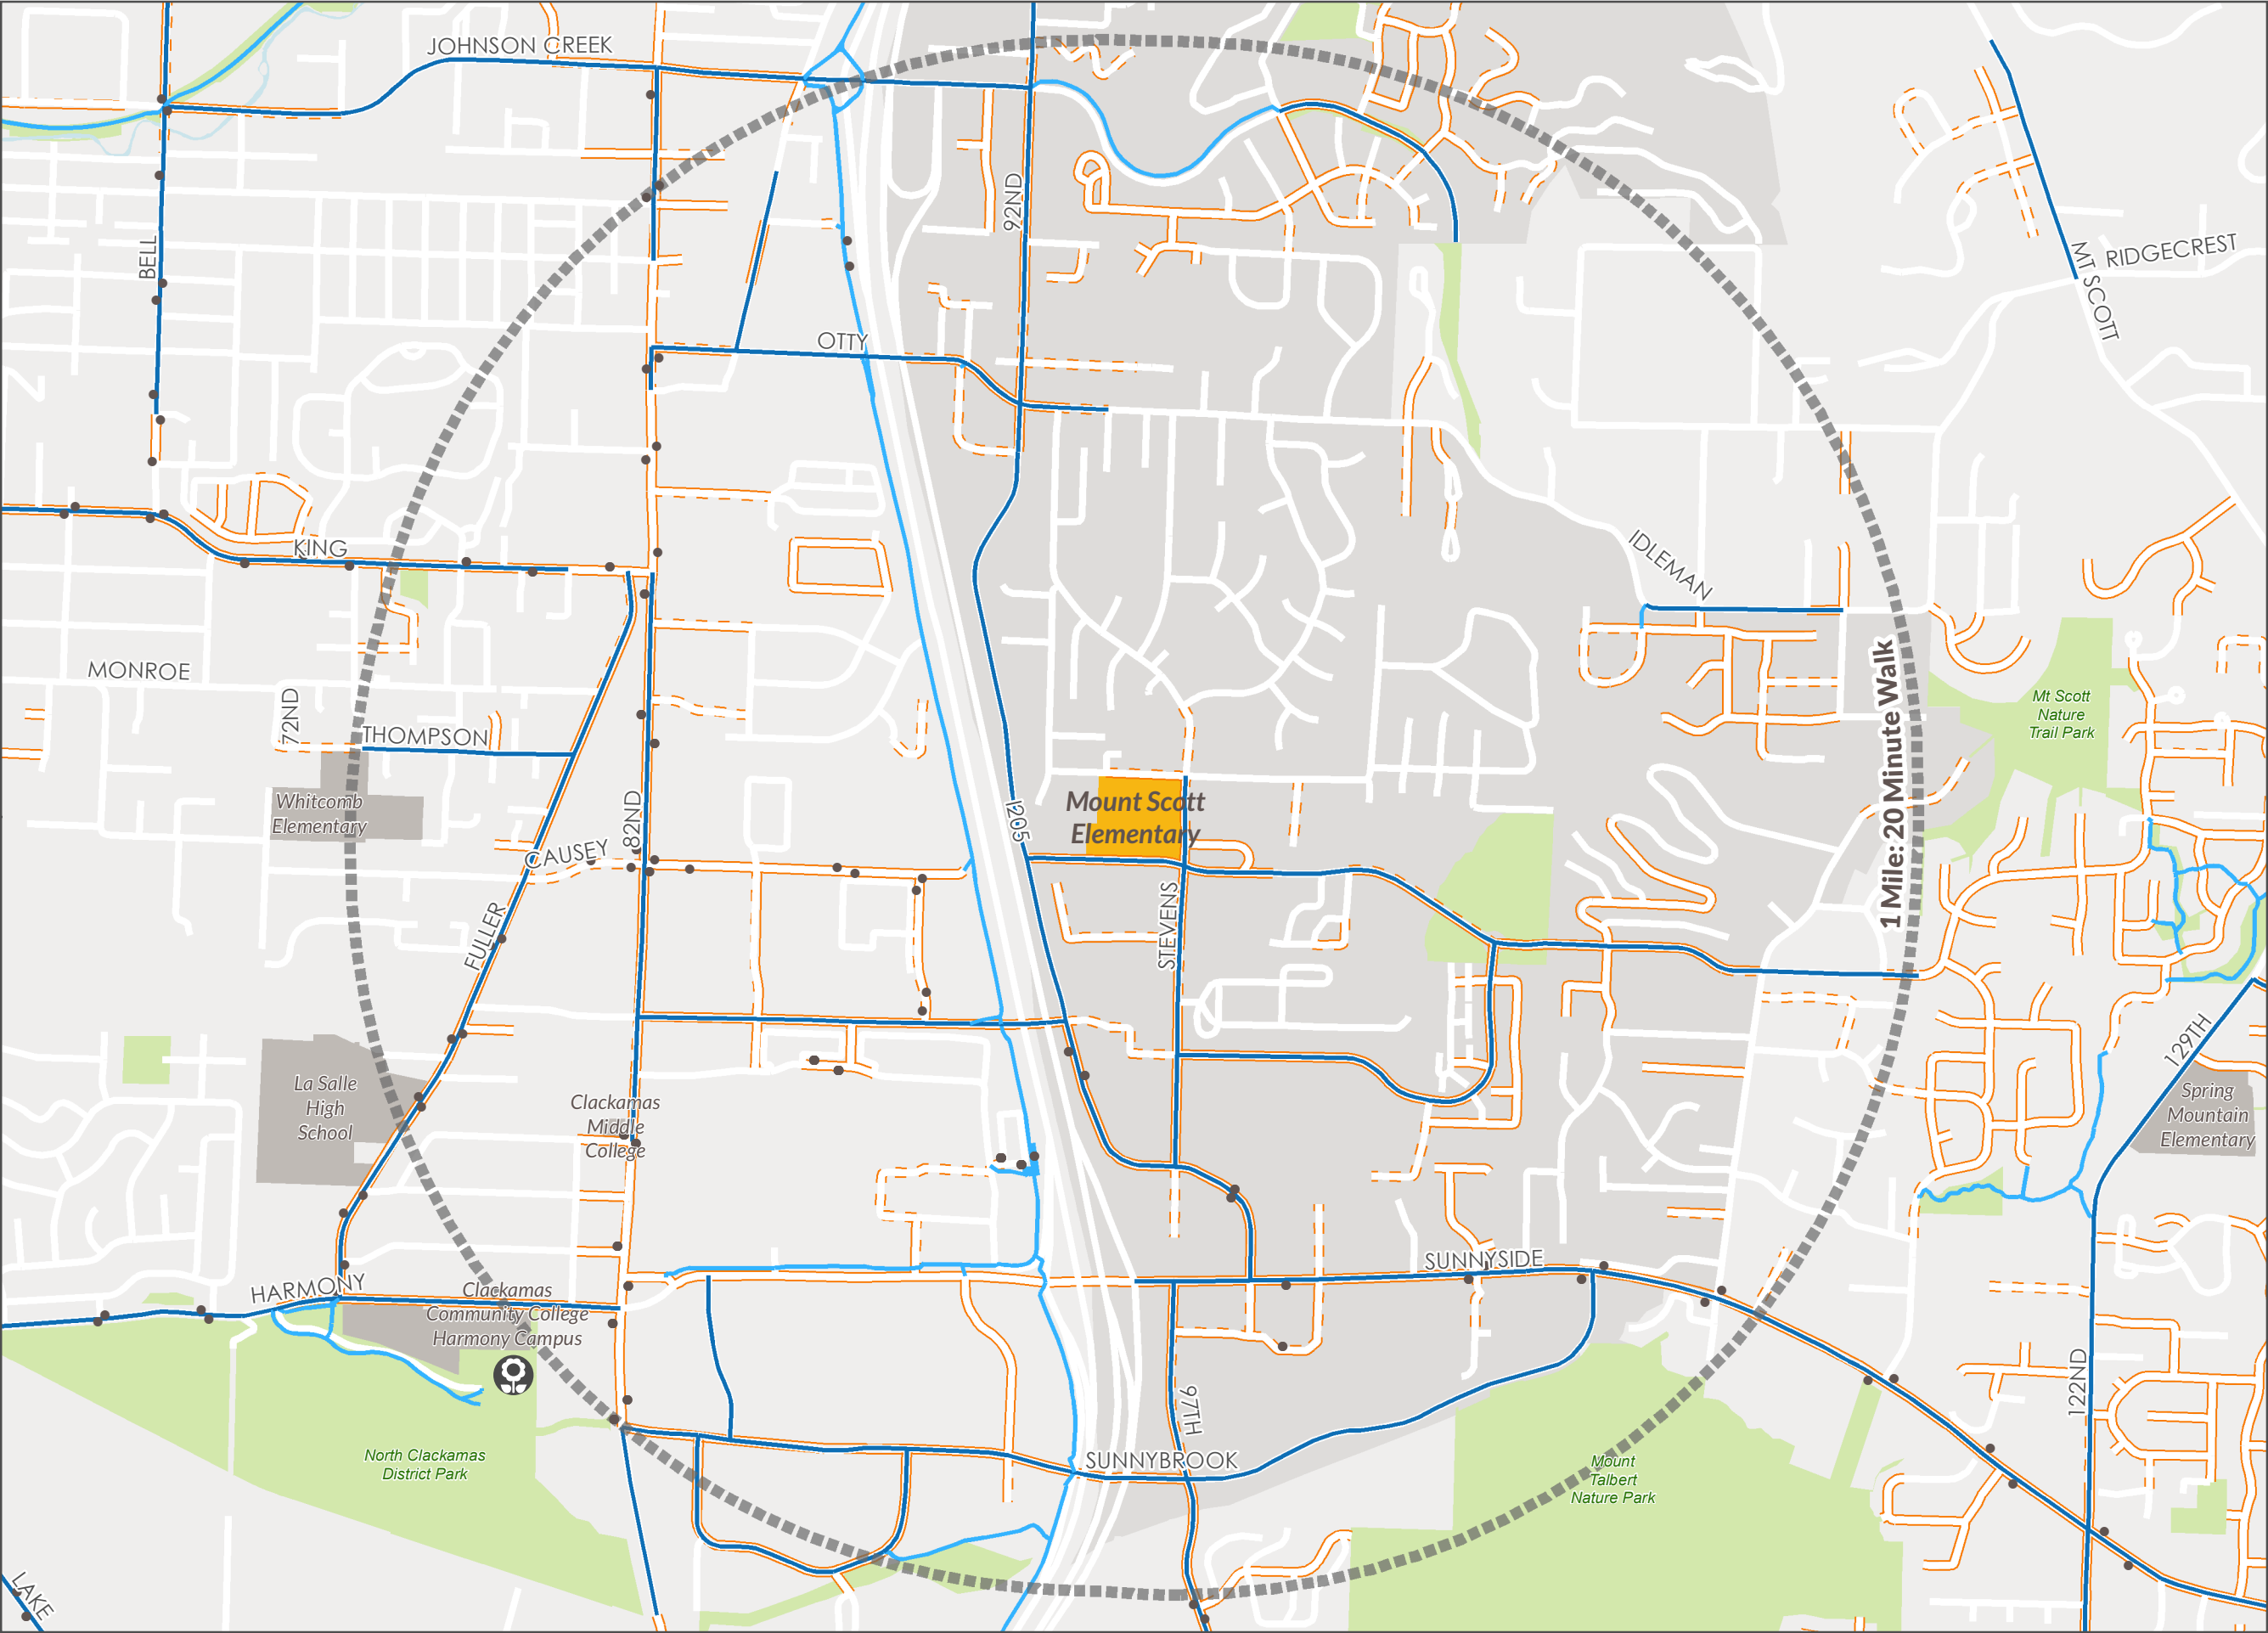 JOHNSON CREEK
92ND
BELL
RIDGECREST
MT SCOTT
OTTY
KING
IDLEMAN
MONROE
72ND
THOMPSON
1 Mile: 20 Minute Walk
Mt Scott
Nature
Trail Park
Whitcomb
Elementary
82ND
I205
Mount Scott
Elementary
CAUSEY
FULLER
STEVENS
129TH
La Salle
High
School
Clackamas
Middle
College
Spring
Mountain
Elementary
SUNNYSIDE
HARMONY
Clackamas
Community College
Harmony Campus
97TH
122ND
North Clackamas
District Park
SUNNYBROOK
Mount
Talbert
Nature Park
LAKE